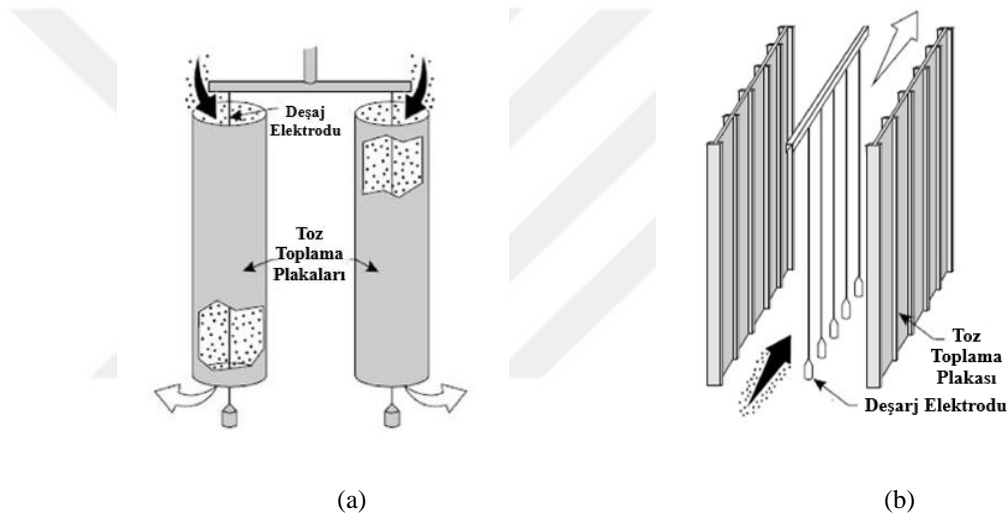 Deşaj
Elektrodu
Toz
Toplama
Plakaları
Toz
Toplama
Plakası
Deşarj Elektrodu
(a)
(b)